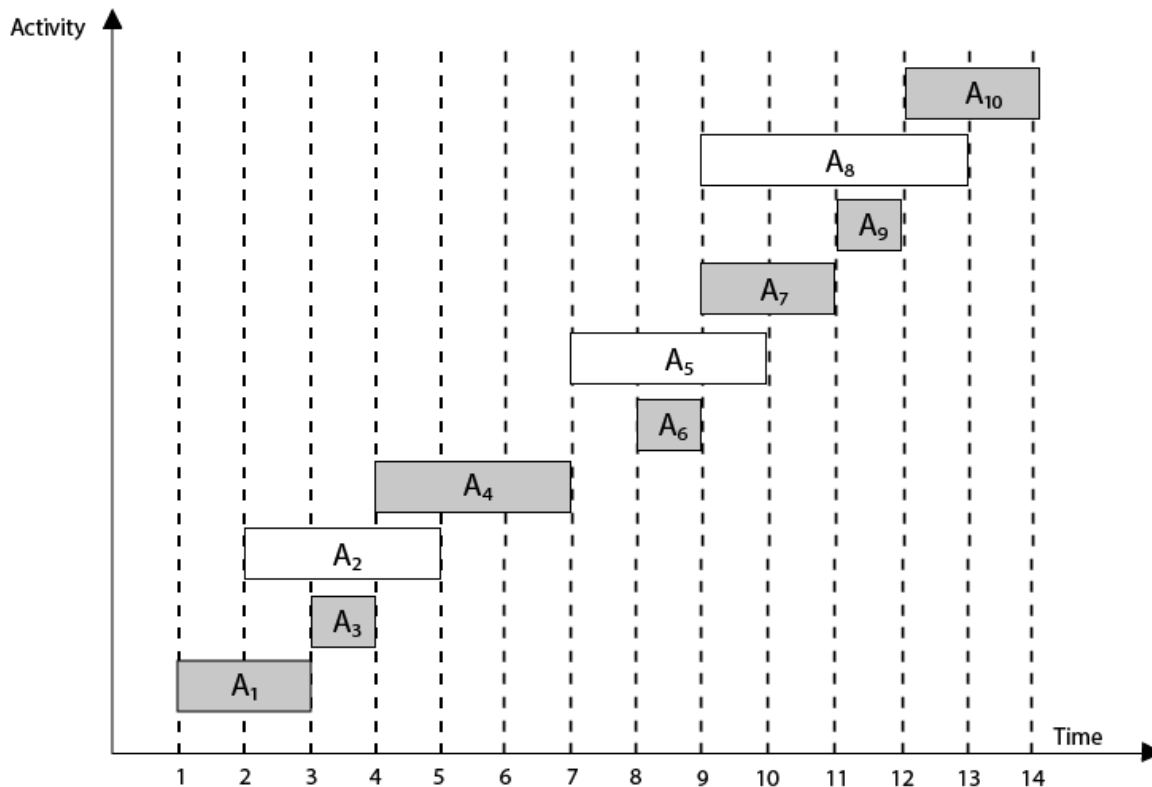 Activity
A₁₀
A₈
A₉
A₇
A₅
A₆
A₄
A₂
A₃
A₁
Time
1 2 3 4 5 6 7 8 9 10 11 12 13 14